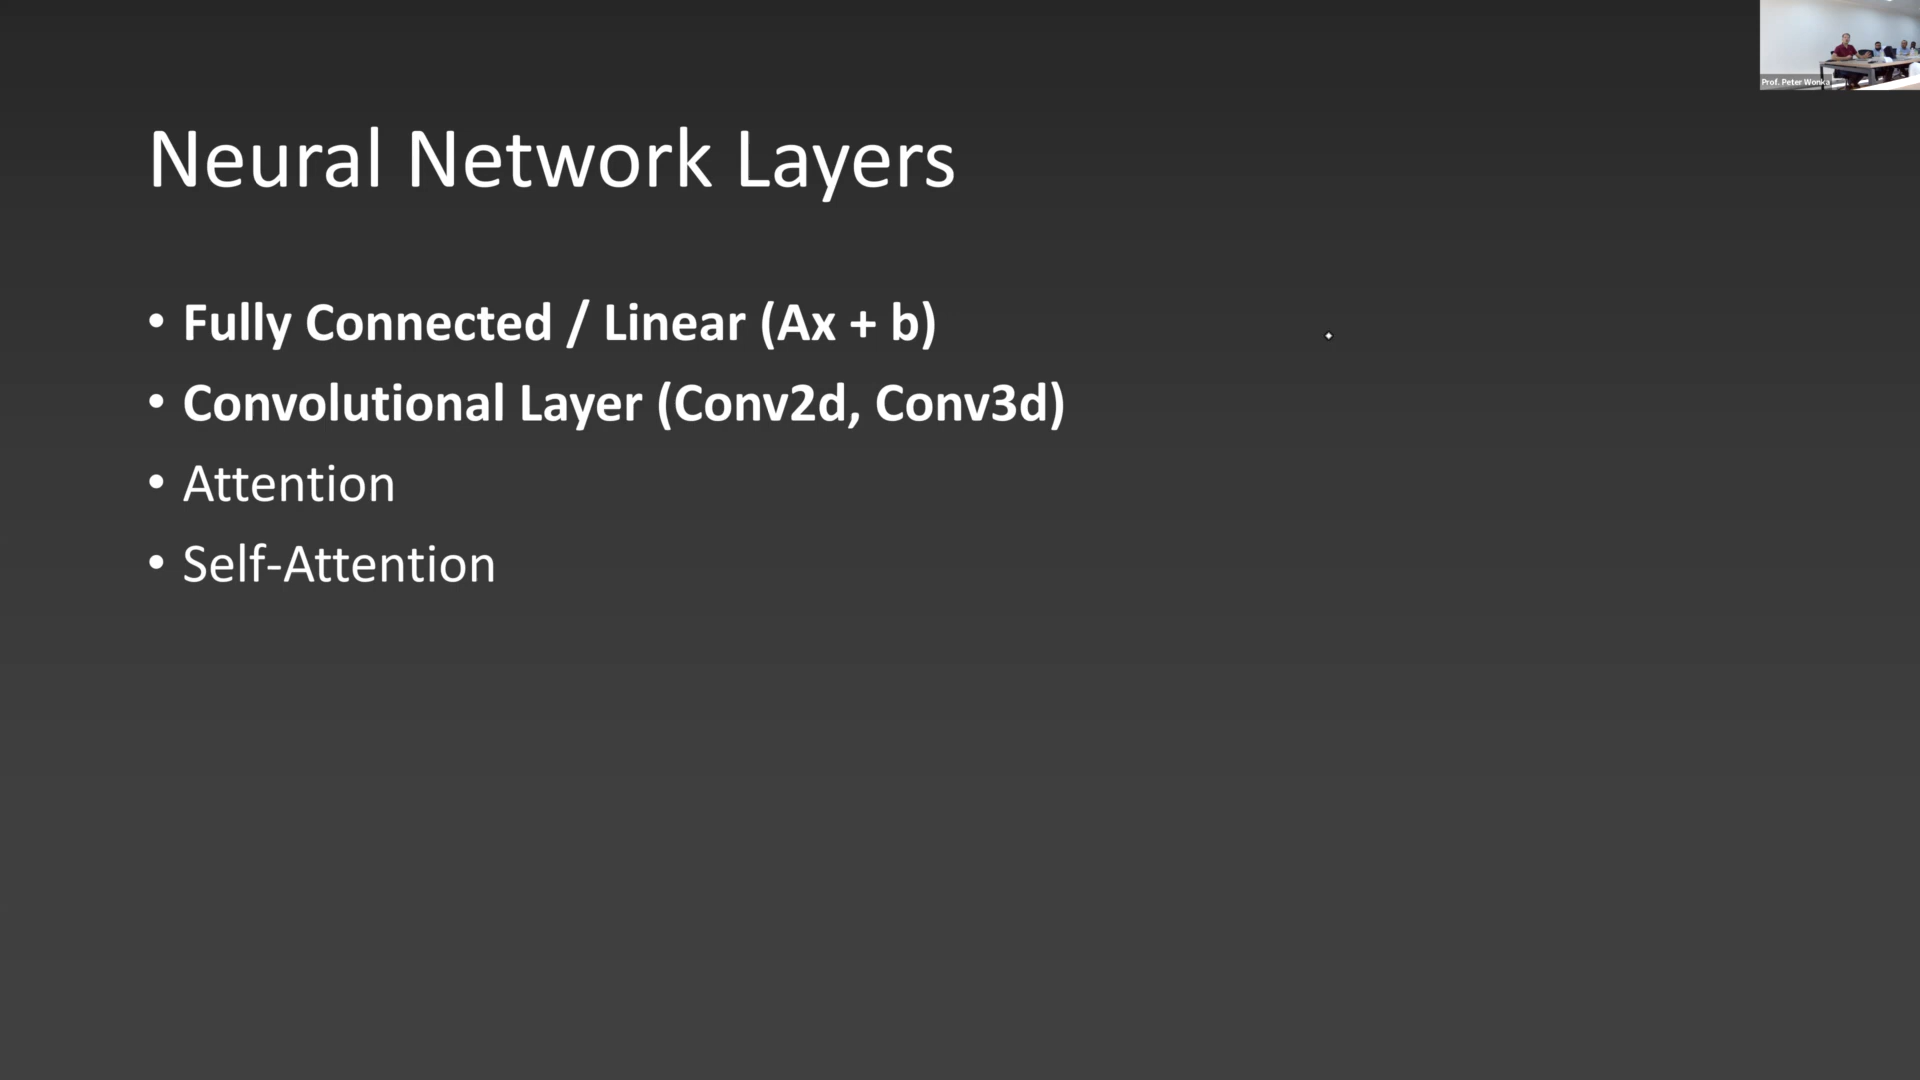 Prof. Peter Wonka
Neural Network Layers
• Fully Connected / Linear (Ax + b)
• Convolutional Layer (Conv2d, Conv3d)
• Attention
• Self-Attention